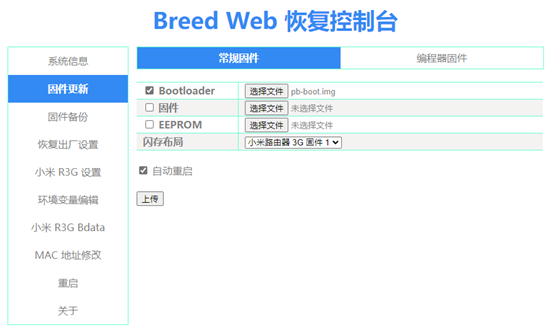 Breed Web 恢复控制台
系统信息
固件更新
固件备份
恢复出厂设置
小米 R3G 设置
环境变量编辑
小米 R3G Bdata
MAC 地址修改
重启
关于
常规固件 编程器固件
Bootloader 选择文件 pb-boot.img
固件 选择文件 未选择文件
EEPROM 选择文件 未选择文件
闪存布局 小米路由器 3G 固件 1
自动重启
上传